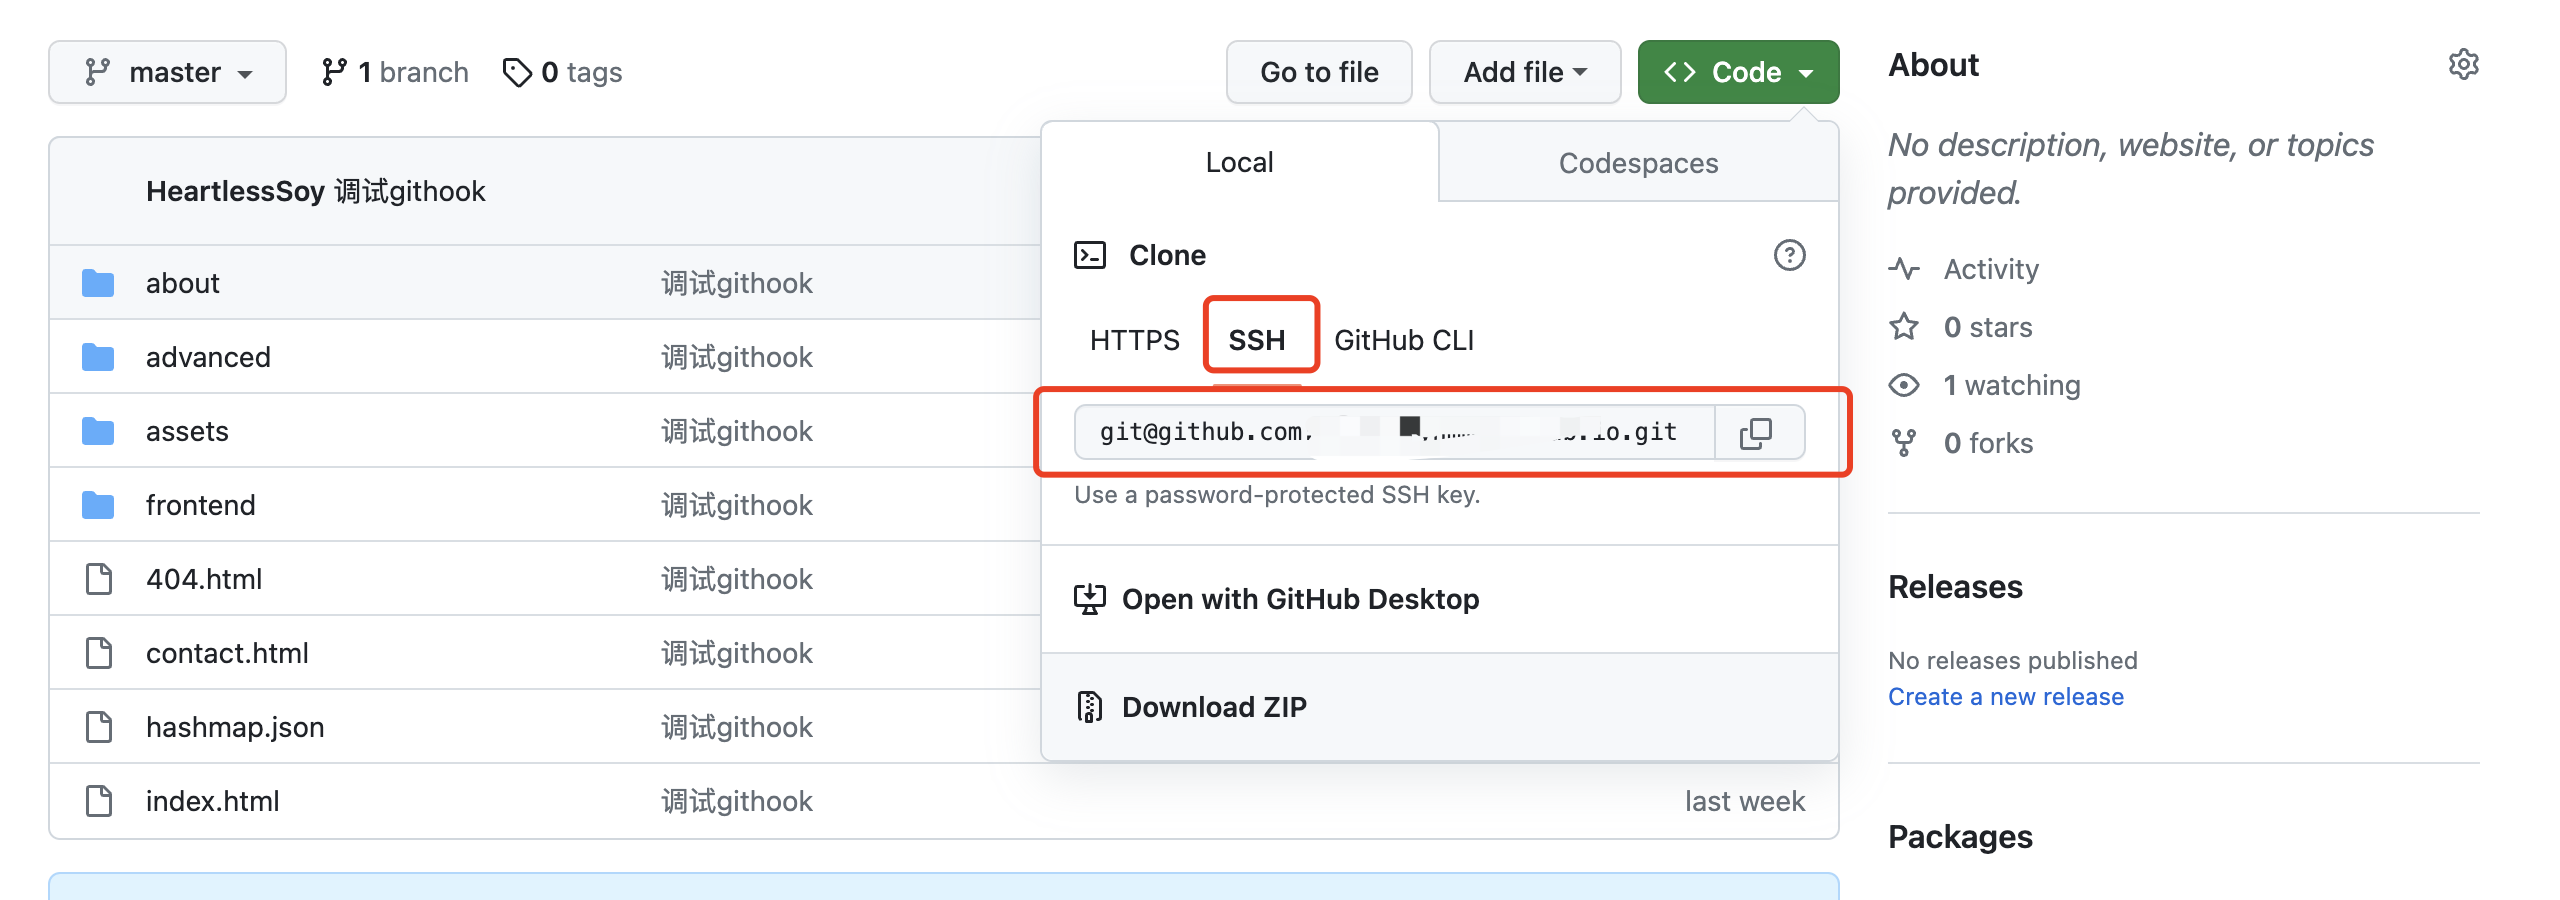 master
1 branch
0 tags
Go to file
Add file
Code
HeartlessSoy 调试githook
about 调试githook
advanced 调试githook
assets 调试githook
frontend 调试githook
404.html 调试githook
contact.html 调试githook
hashmap.json 调试githook
index.html 调试githook last week
Local
Codespaces
Clone
HTTPS
SSH
GitHub CLI
git@github.com io.git
Use a password-protected SSH key.
Open with GitHub Desktop
Download ZIP
About
No description, website, or topics
provided.
Activity
0 stars
1 watching
0 forks
Releases
No releases published
Create a new release
Packages